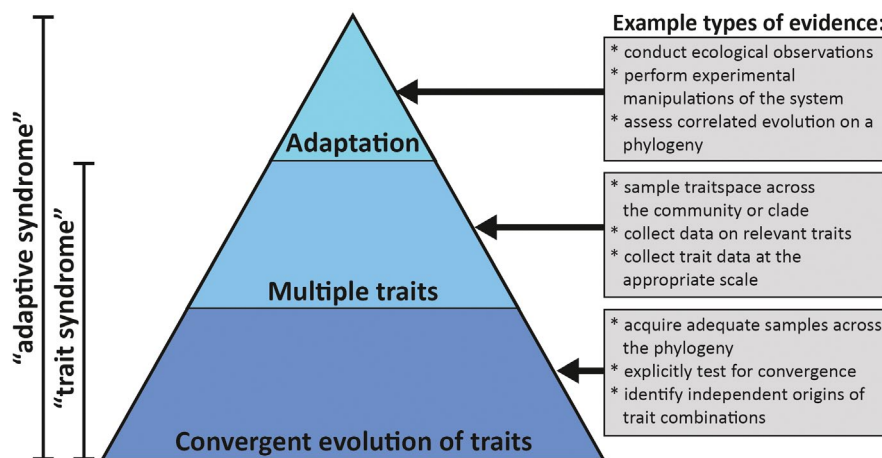 Example types of evidence:
* conduct ecological observations
* perform experimental
manipulations of the system
* assess correlated evolution on a
phylogeny
Adaptation
* sample traitspace across
the community or clade
* collect data on relevant traits
* collect trait data at the
appropriate scale
Multiple traits
* acquire adequate samples across
the phylogeny
* explicitly test for convergence
* identify independent origins of
trait combinations
Convergent evolution of traits
“adaptive syndrome”
“trait syndrome”